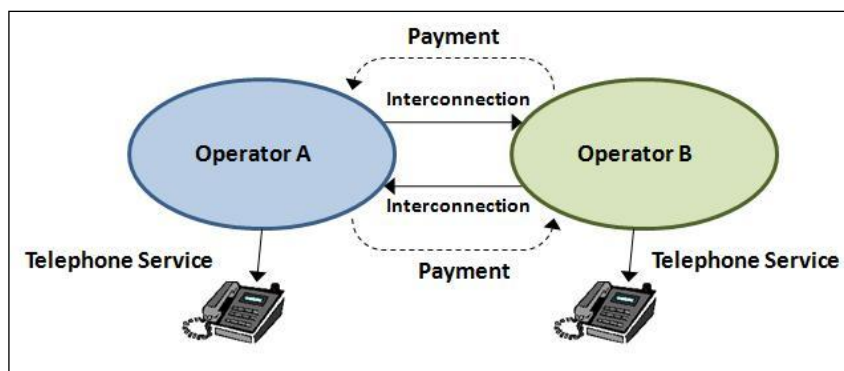 Payment
Interconnection
Operator A
Operator B
Interconnection
Telephone Service
Payment
Telephone Service